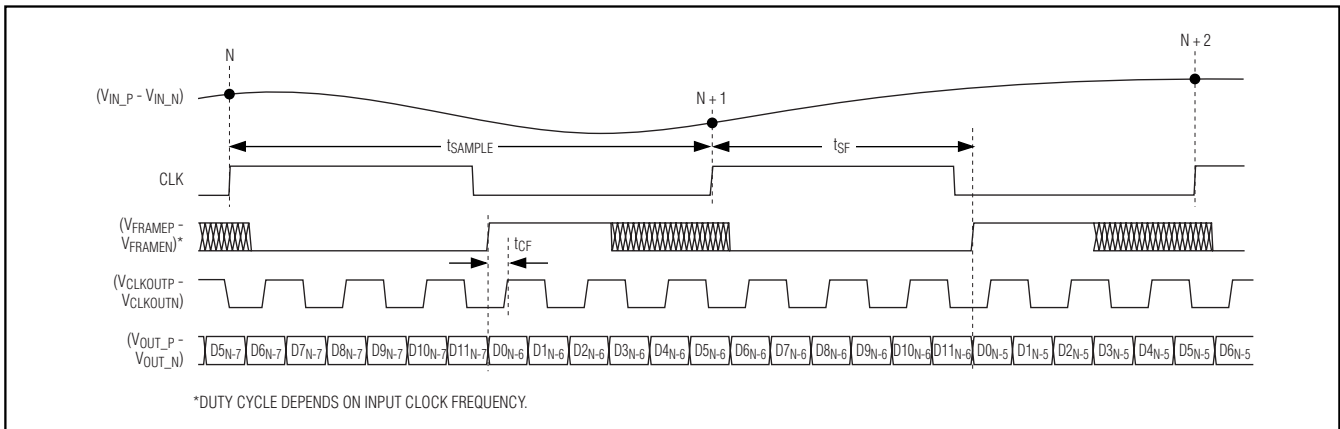 N
N + 2
(VIN_P - VIN_N)
N + 1
tSAMPLE
tSF
CLK
(VFRAMEP -
VFRAMEN)*
tCF
(VCLKOUTP -
VCLKOUTN)
(VOUT_P -
VOUT_N)
D5N-7 D6N-7 D7N-7 D8N-7 D9N-7 D10N-7 D11N-7 D0N-6 D1N-6 D2N-6 D3N-6 D4N-6 D5N-6 D6N-6 D7N-6 D8N-6 D9N-6 D10N-6 D11N-6 D0N-5 D1N-5 D2N-5 D3N-5 D4N-5 D5N-5 D6N-5
*DUTY CYCLE DEPENDS ON INPUT CLOCK FREQUENCY.